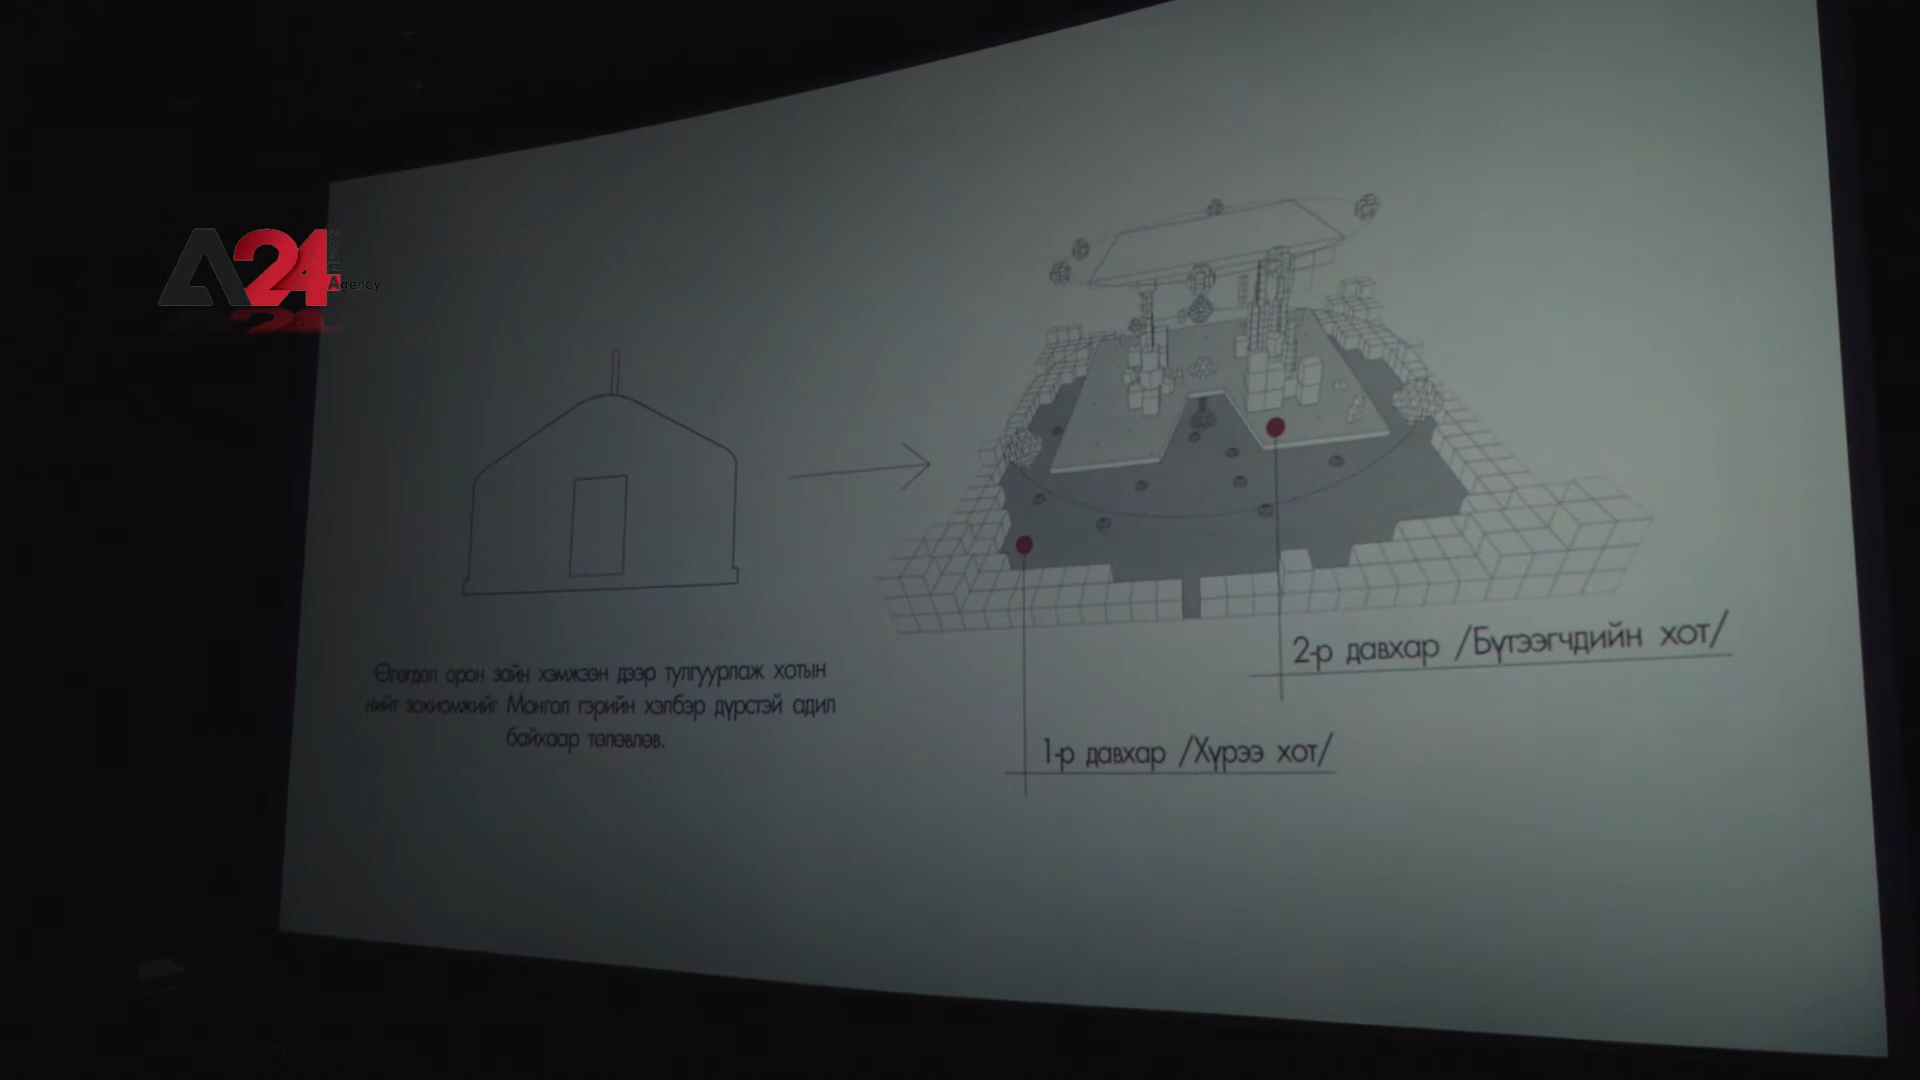 A24
NEWS
Agency
Өгөгдөл орон зайн хэмжээн дээр тулгуурлаж хотын
нийт зохиомжийг Монгол гэрийн хэлбэр дүрстэй адил
байхаар төлөвлөв.
2-р давхар /Бүтээгчдийн хот/
1-р давхар /Хүрээ хот/